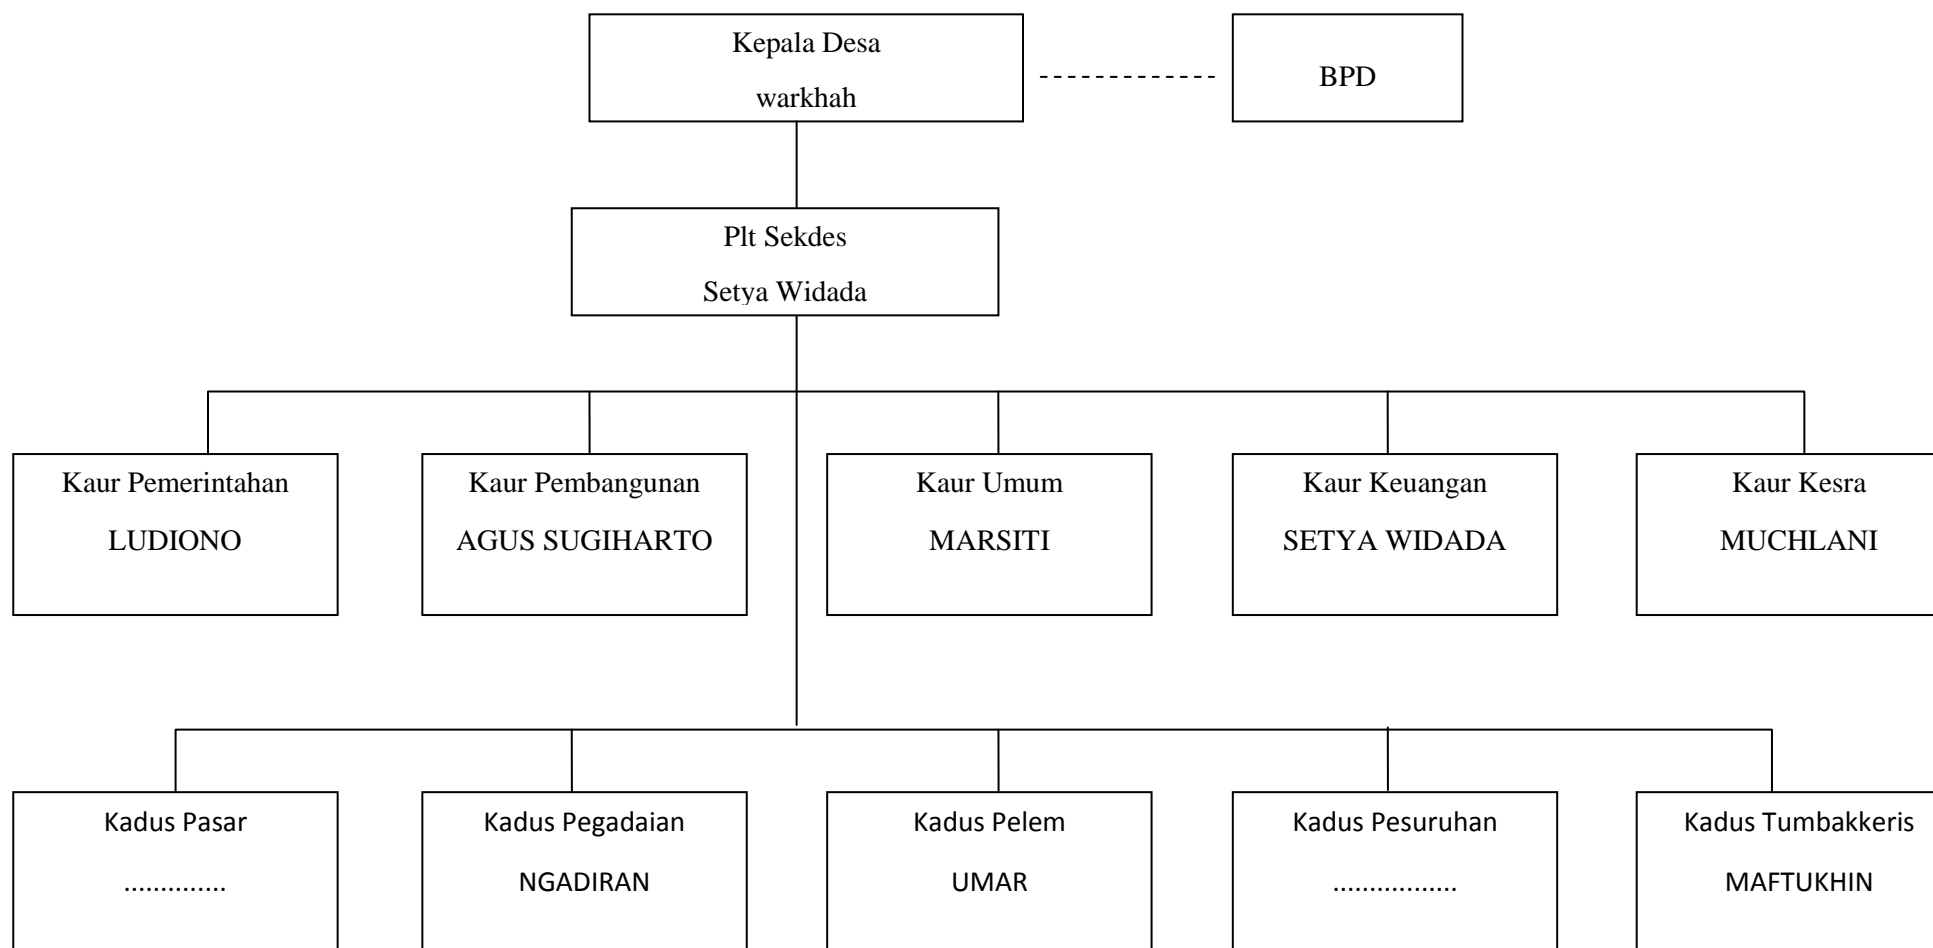 Kepala Desa
warkhah
BPD
Plt Sekdes
Setya Widada
Kaur Pemerintahan
LUDIONO
Kaur Pembangunan
AGUS SUGIHARTO
Kaur Umum
MARSITI
Kaur Keuangan
SETYA WIDADA
Kaur Kesra
MUCHLANI
Kadus Pasar
..............
Kadus Pegadaian
NGADIRAN
Kadus Pelem
UMAR
Kadus Pesuruhan
.................
Kadus Tumbakkeris
MAFTUKHIN